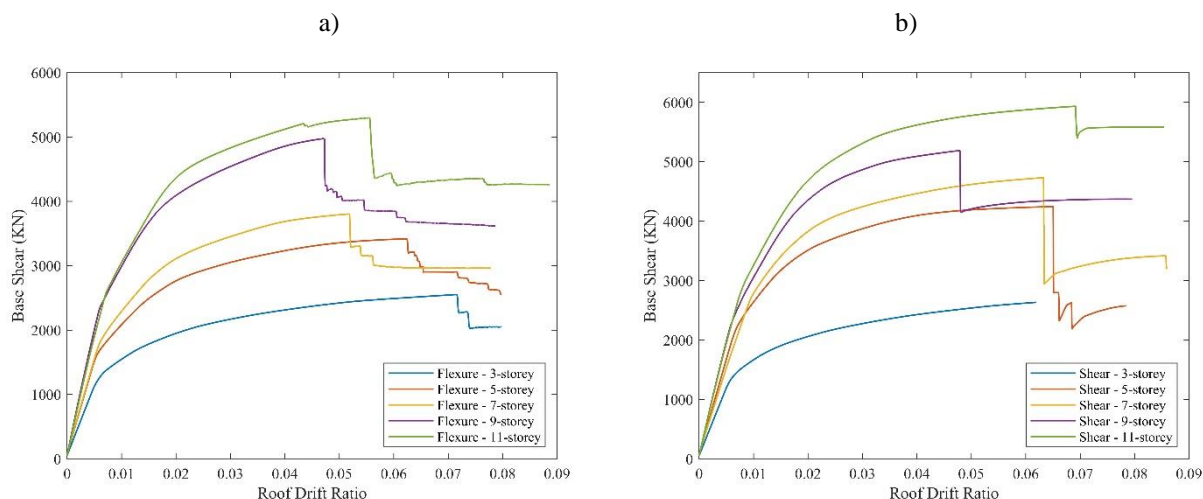 a)
b)
6000
5000
4000
3000
2000
1000
0
Base Shear (KN)
0 0.01 0.02 0.03 0.04 0.05 0.06 0.07 0.08 0.09
Roof Drift Ratio
Flexure - 3-storey
Flexure - 5-storey
Flexure - 7-storey
Flexure - 9-storey
Flexure - 11-storey
6000
5000
4000
3000
2000
1000
0
Base Shear (KN)
0 0.01 0.02 0.03 0.04 0.05 0.06 0.07 0.08 0.09
Roof Drift Ratio
Shear - 3-storey
Shear - 5-storey
Shear - 7-storey
Shear - 9-storey
Shear - 11-storey